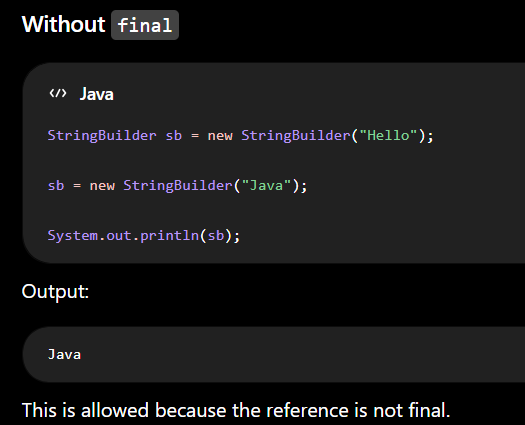 Without final
</> Java
StringBuilder sb = new StringBuilder("Hello");
sb = new StringBuilder("Java");
System.out.println(sb);
Output:
Java
This is allowed because the reference is not final.